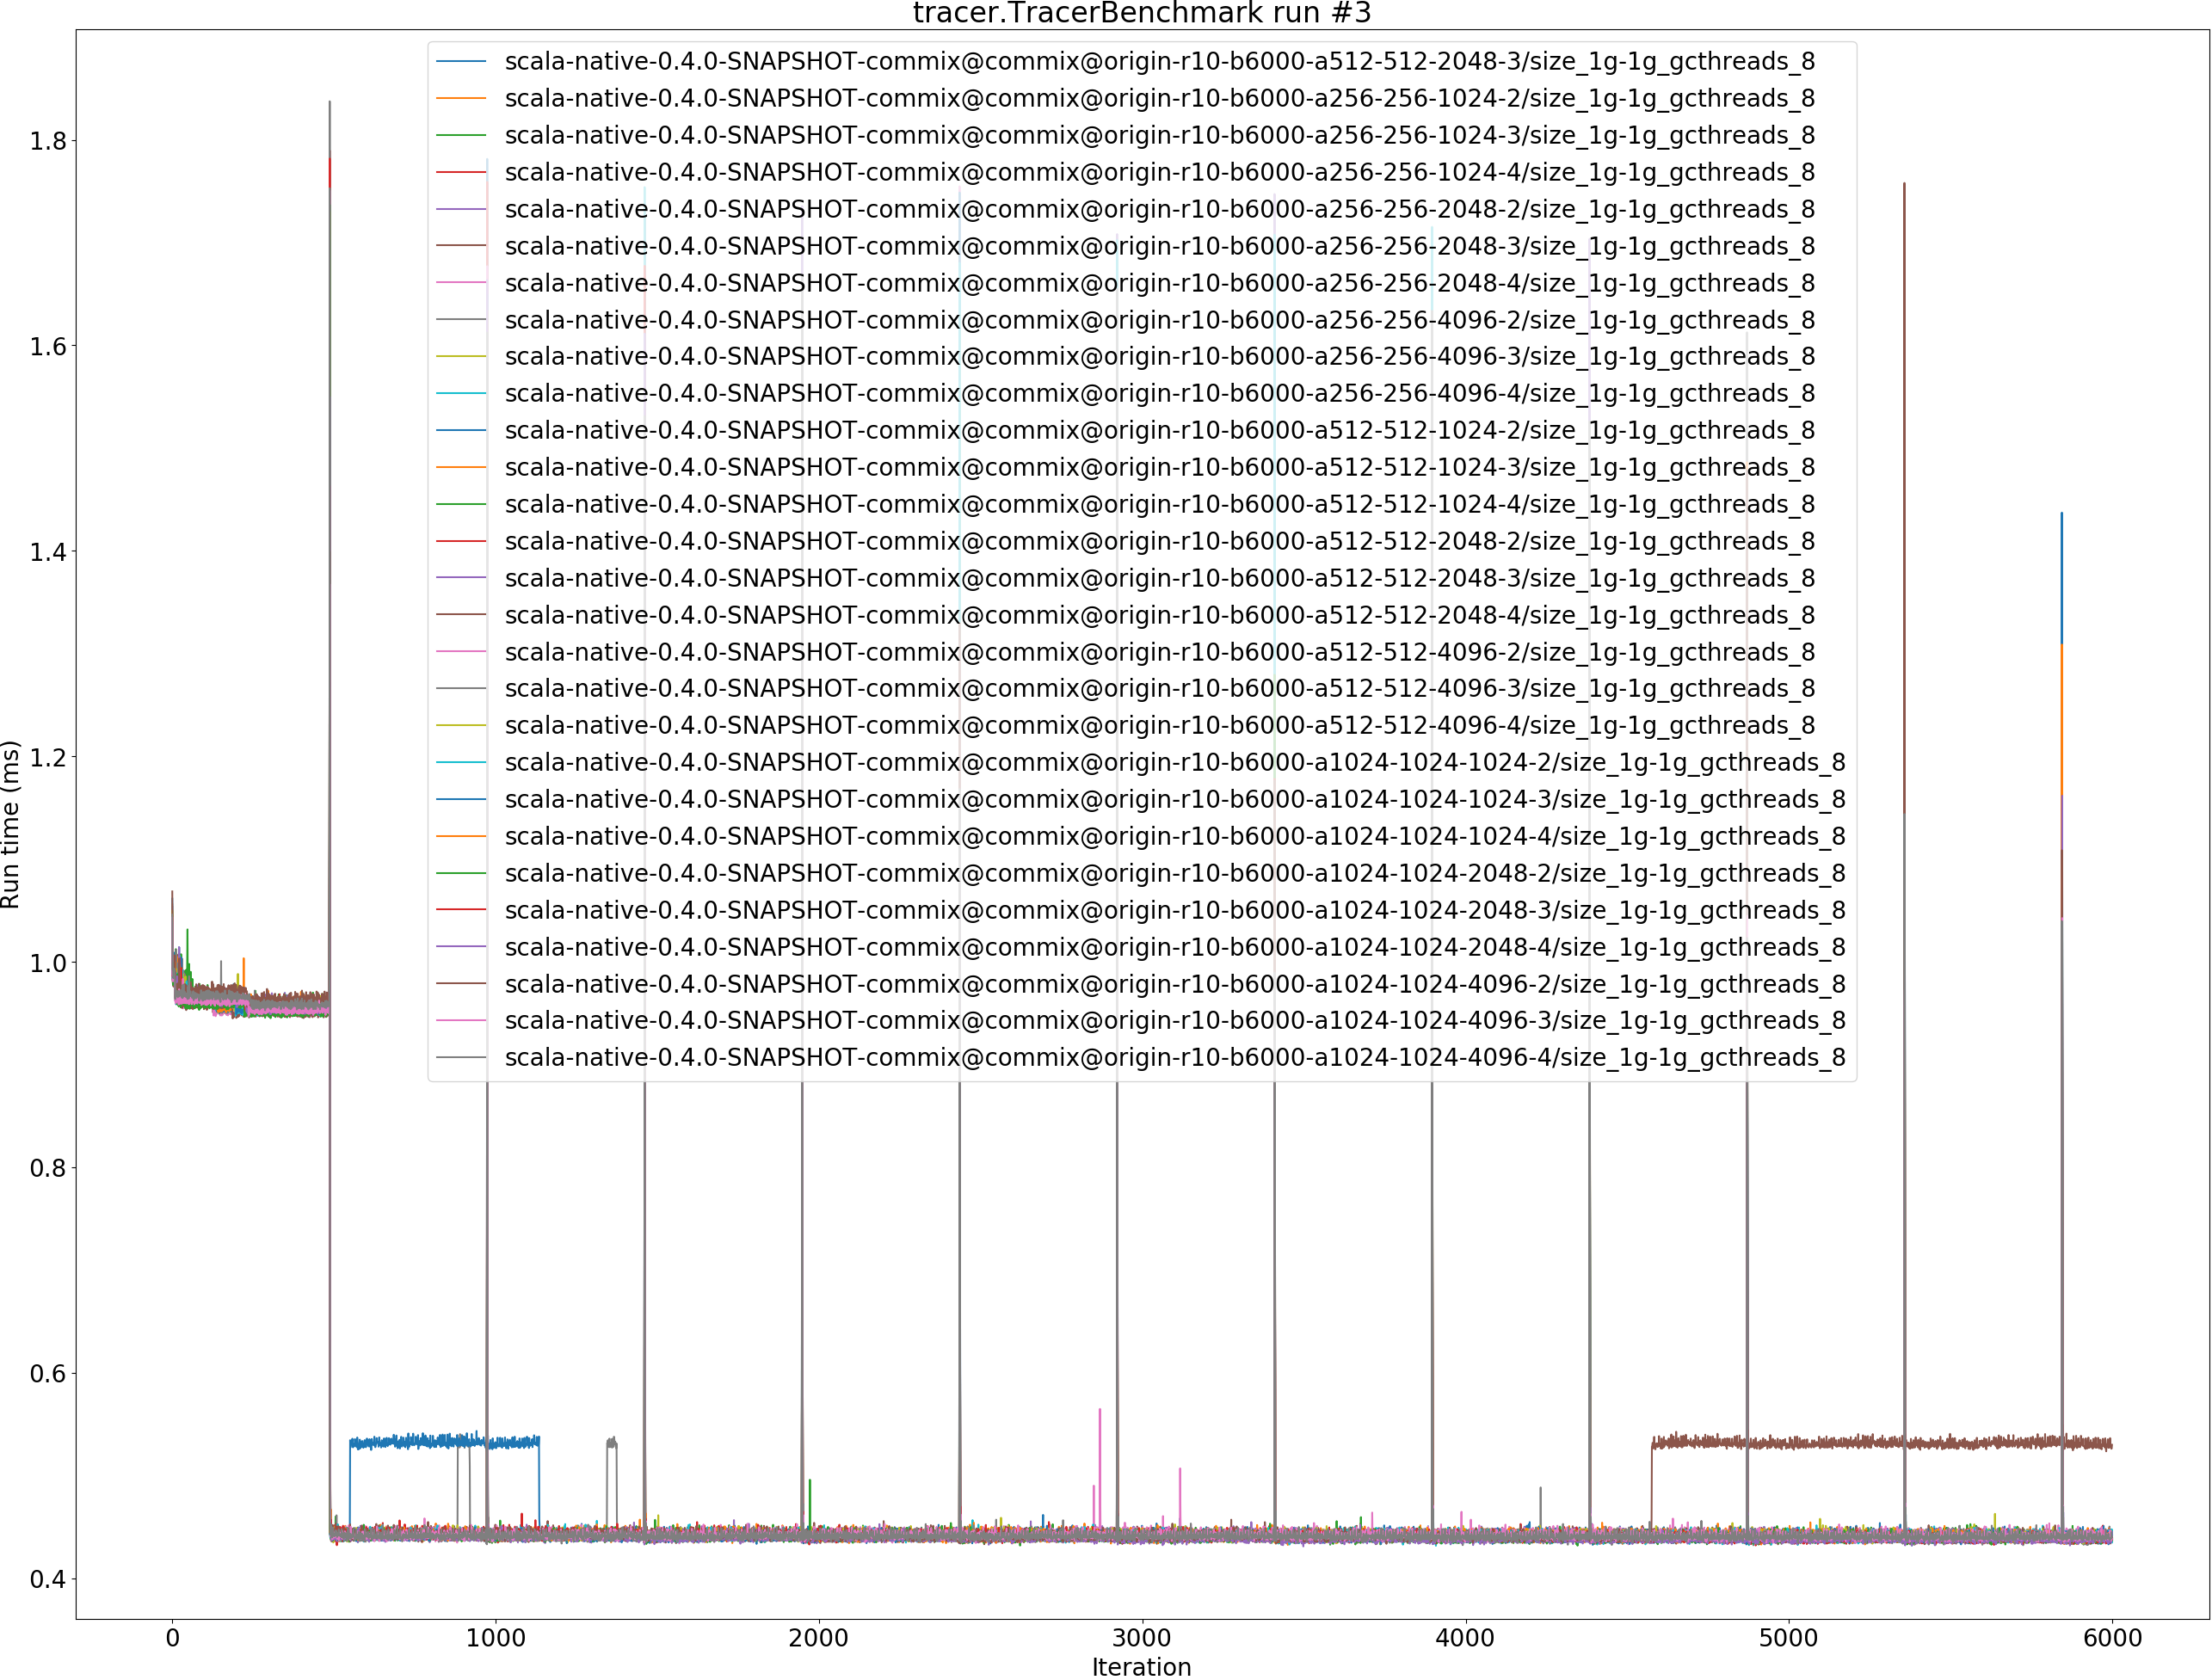 tracer.TracerBenchmark run #3
scala-native-0.4.0-SNAPSHOT-commix@commix@origin-r10-b6000-a512-512-2048-3/size_1g-1g_gcthreads_8
scala-native-0.4.0-SNAPSHOT-commix@commix@origin-r10-b6000-a256-256-1024-2/size_1g-1g_gcthreads_8
scala-native-0.4.0-SNAPSHOT-commix@commix@origin-r10-b6000-a256-256-1024-3/size_1g-1g_gcthreads_8
scala-native-0.4.0-SNAPSHOT-commix@commix@origin-r10-b6000-a256-256-1024-4/size_1g-1g_gcthreads_8
scala-native-0.4.0-SNAPSHOT-commix@commix@origin-r10-b6000-a256-256-2048-2/size_1g-1g_gcthreads_8
scala-native-0.4.0-SNAPSHOT-commix@commix@origin-r10-b6000-a256-256-2048-3/size_1g-1g_gcthreads_8
scala-native-0.4.0-SNAPSHOT-commix@commix@origin-r10-b6000-a256-256-2048-4/size_1g-1g_gcthreads_8
scala-native-0.4.0-SNAPSHOT-commix@commix@origin-r10-b6000-a256-256-4096-2/size_1g-1g_gcthreads_8
scala-native-0.4.0-SNAPSHOT-commix@commix@origin-r10-b6000-a256-256-4096-3/size_1g-1g_gcthreads_8
scala-native-0.4.0-SNAPSHOT-commix@commix@origin-r10-b6000-a256-256-4096-4/size_1g-1g_gcthreads_8
scala-native-0.4.0-SNAPSHOT-commix@commix@origin-r10-b6000-a512-512-1024-2/size_1g-1g_gcthreads_8
scala-native-0.4.0-SNAPSHOT-commix@commix@origin-r10-b6000-a512-512-1024-3/size_1g-1g_gcthreads_8
scala-native-0.4.0-SNAPSHOT-commix@commix@origin-r10-b6000-a512-512-1024-4/size_1g-1g_gcthreads_8
scala-native-0.4.0-SNAPSHOT-commix@commix@origin-r10-b6000-a512-512-2048-2/size_1g-1g_gcthreads_8
scala-native-0.4.0-SNAPSHOT-commix@commix@origin-r10-b6000-a512-512-2048-3/size_1g-1g_gcthreads_8
scala-native-0.4.0-SNAPSHOT-commix@commix@origin-r10-b6000-a512-512-2048-4/size_1g-1g_gcthreads_8
scala-native-0.4.0-SNAPSHOT-commix@commix@origin-r10-b6000-a512-512-4096-2/size_1g-1g_gcthreads_8
scala-native-0.4.0-SNAPSHOT-commix@commix@origin-r10-b6000-a512-512-4096-3/size_1g-1g_gcthreads_8
scala-native-0.4.0-SNAPSHOT-commix@commix@origin-r10-b6000-a512-512-4096-4/size_1g-1g_gcthreads_8
scala-native-0.4.0-SNAPSHOT-commix@commix@origin-r10-b6000-a1024-1024-1024-2/size_1g-1g_gcthreads_8
scala-native-0.4.0-SNAPSHOT-commix@commix@origin-r10-b6000-a1024-1024-1024-3/size_1g-1g_gcthreads_8
scala-native-0.4.0-SNAPSHOT-commix@commix@origin-r10-b6000-a1024-1024-1024-4/size_1g-1g_gcthreads_8
scala-native-0.4.0-SNAPSHOT-commix@commix@origin-r10-b6000-a1024-1024-2048-2/size_1g-1g_gcthreads_8
scala-native-0.4.0-SNAPSHOT-commix@commix@origin-r10-b6000-a1024-1024-2048-3/size_1g-1g_gcthreads_8
scala-native-0.4.0-SNAPSHOT-commix@commix@origin-r10-b6000-a1024-1024-2048-4/size_1g-1g_gcthreads_8
scala-native-0.4.0-SNAPSHOT-commix@commix@origin-r10-b6000-a1024-1024-4096-2/size_1g-1g_gcthreads_8
scala-native-0.4.0-SNAPSHOT-commix@commix@origin-r10-b6000-a1024-1024-4096-3/size_1g-1g_gcthreads_8
scala-native-0.4.0-SNAPSHOT-commix@commix@origin-r10-b6000-a1024-1024-4096-4/size_1g-1g_gcthreads_8
Run time (ms)
1.8
1.6
1.4
1.2
1.0
0.8
0.6
0.4
0 1000 2000 3000 4000 5000 6000
Iteration